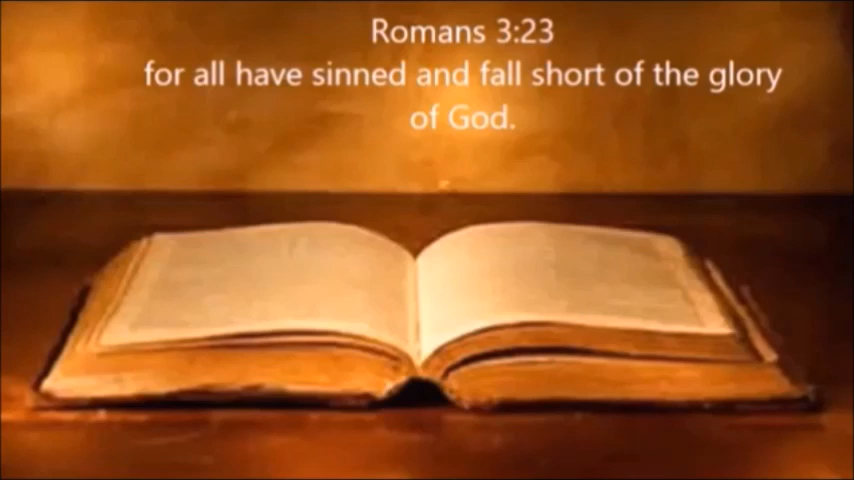 Romans 3:23
for all have sinned and fall short of the glory
of God.